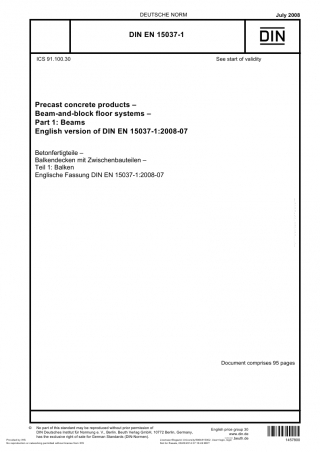 DEUTSCHE NORM
July 2008
DIN EN 15037-1
DIN
ICS 91.100.30
See start of validity
Precast concrete products –
Beam-and-block floor systems –
Part 1: Beams
English version of DIN EN 15037-1:2008-07
Betonfertigteile –
Balkendecken mit Zwischenbauteilen –
Teil 1: Balken
Englische Fassung DIN EN 15037-1:2008-07
Document comprises 95 pages
© No part of this standard may be reproduced without prior permission of
DIN Deutsches Institut für Normung e. V., Berlin. Beuth Verlag GmbH, 10772 Berlin, Germany,
has the exclusive right of sale for German Standards (DIN-Normen).
English price group 30
www.din.de
www.beuth.de